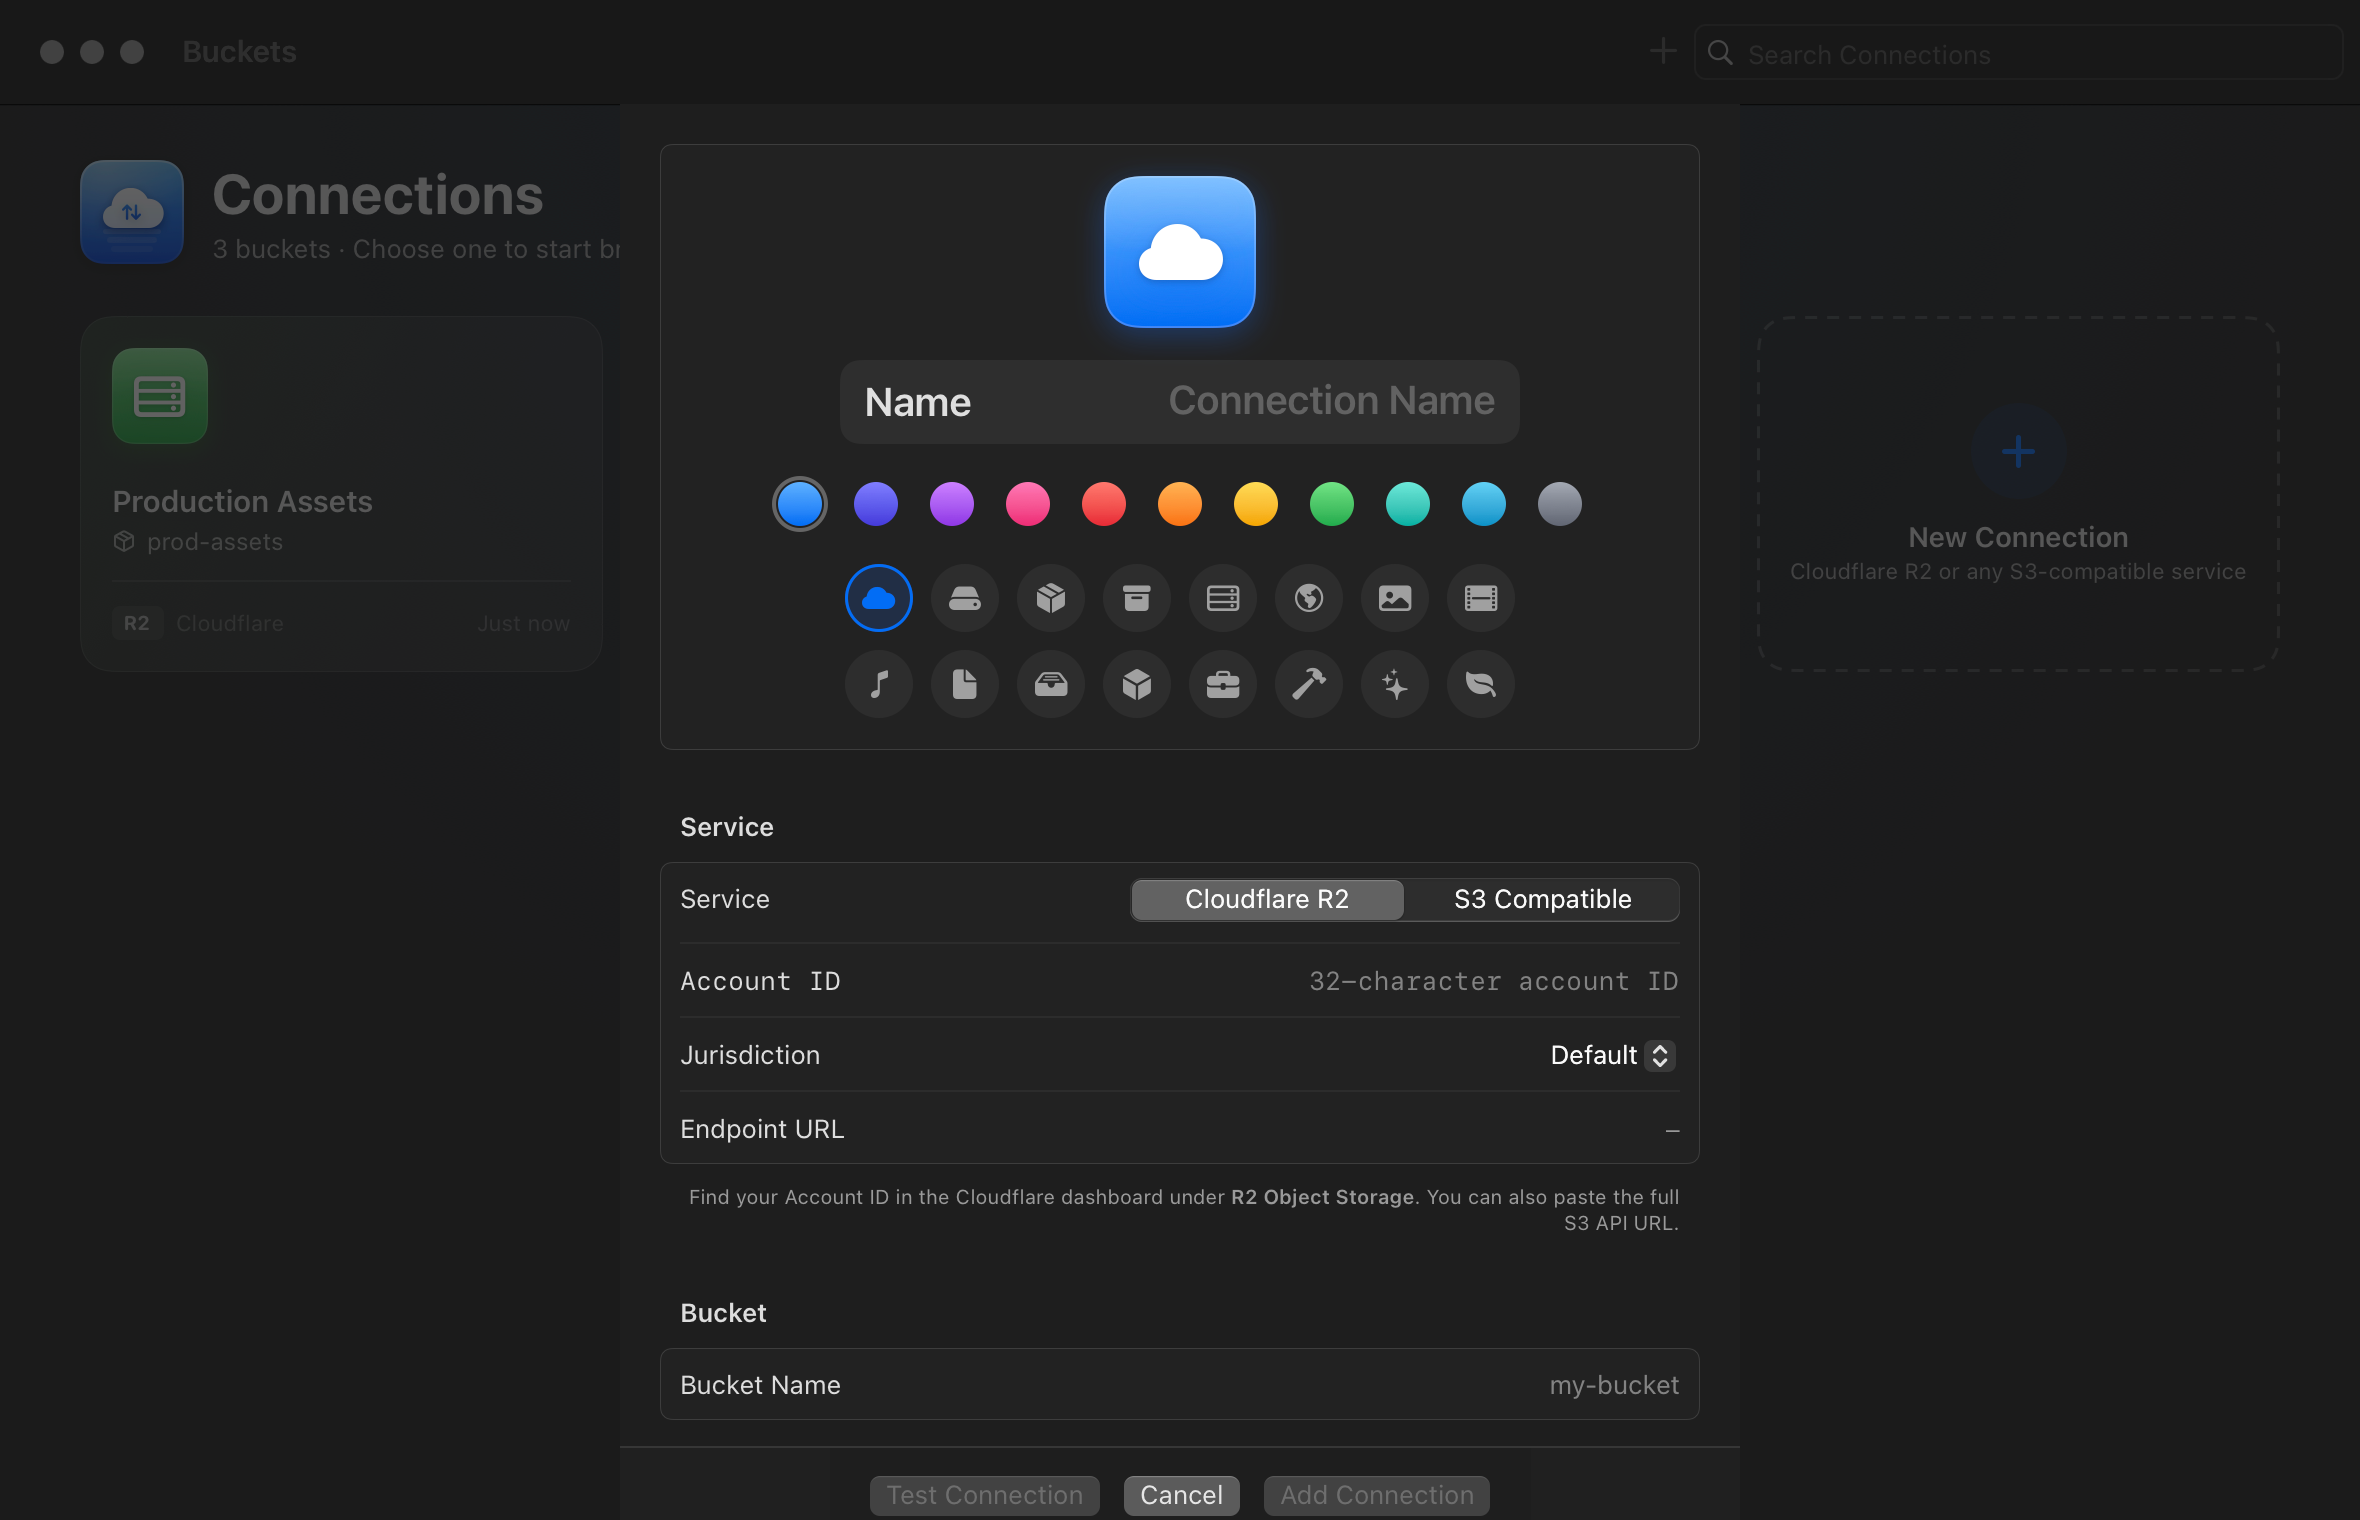 Buckets
Search Connections
Connections
3 buckets · Choose one to start br
Production Assets
prod-assets
R2 Cloudflare Just now
Name Connection Name
Service
Service Cloudflare R2 S3 Compatible
Account ID 32-character account ID
Jurisdiction Default
Endpoint URL –
Find your Account ID in the Cloudflare dashboard under R2 Object Storage. You can also paste the full
S3 API URL.
Bucket
Bucket Name my-bucket
Test Connection Cancel Add Connection
New Connection
Cloudflare R2 or any S3-compatible service